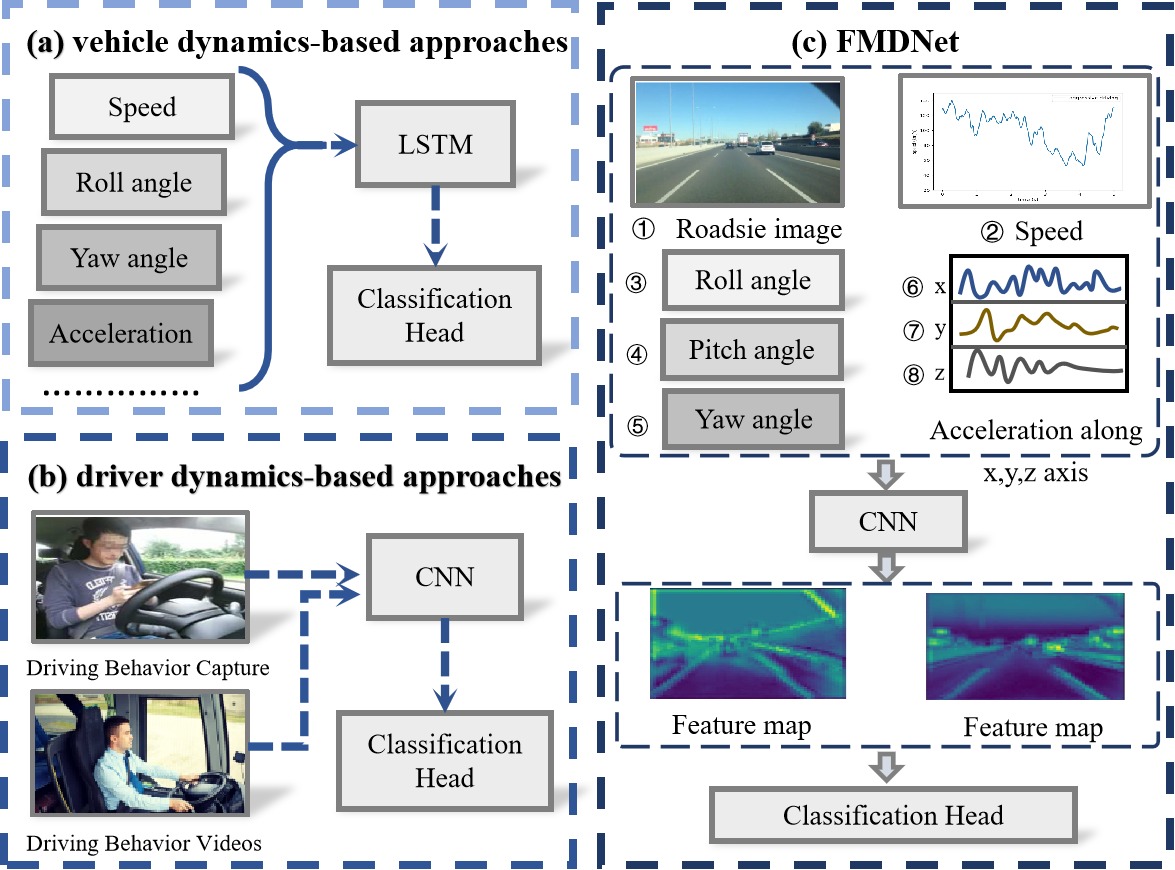 (a) vehicle dynamics-based approaches
Speed
Roll angle
Yaw angle
Acceleration
……………
LSTM
Classification
Head
(b) driver dynamics-based approaches
Driving Behavior Capture
Driving Behavior Videos
CNN
Classification
Head
(c) FMDNet
① Roadsie image
② Speed
③ Roll angle
④ Pitch angle
⑤ Yaw angle
⑥ x
⑦ y
⑧ z
Acceleration along
x,y,z axis
CNN
Feature map
Feature map
Classification Head